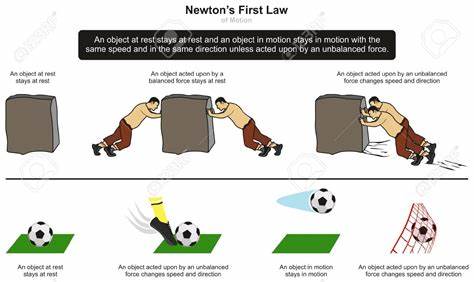 Newton's First Law
of Motion
An object at rest stays at rest and an object in motion stays in motion with the
same speed and in the same direction unless acted upon by an unbalanced force.
An object at rest
stays at rest
An object acted upon by a
balanced force stays at rest
An object acted upon by an unbalanced
force changes speed and direction
An object at rest
stays at rest
An object acted upon by an unbalanced
force changes speed and direction
An object in motion
stays in motion
An object acted upon by an unbalanced
force changes speed and direction